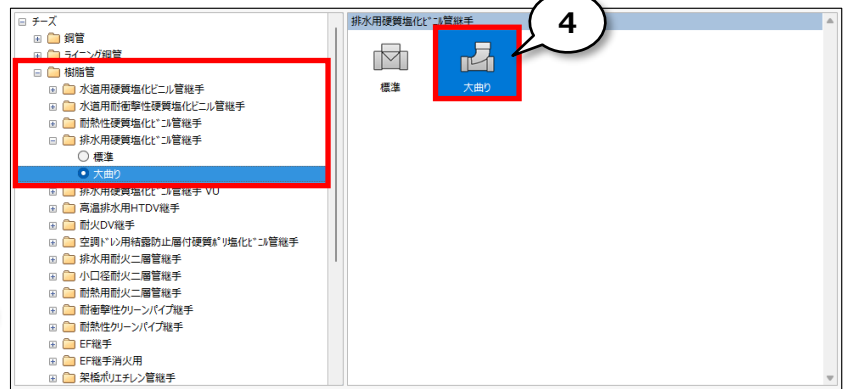 チーズ
鋼管
ライニング鋼管
樹脂管
水道用硬質塩化ビニル管継手
水道用耐衝撃性硬質塩化ビニル管継手
耐熱性硬質塩化ﾋﾞﾆﾙ管継手
排水用硬質塩化ﾋﾞﾆﾙ管継手
標準
大曲り
排水用硬質塩化ﾋﾞﾆﾙ管継手 VU
高温排水用HTDV継手
耐火DV継手
空調ﾄﾞﾚﾝ用結露防止層付硬質ﾎﾟﾘ塩化ﾋﾞﾆﾙ管継手
排水用耐火二層管継手
小口径耐火二層管継手
耐熱用耐火二層管継手
耐衝撃性クリーンパイプ継手
耐熱性クリーンパイプ継手
EF継手
EF継手消火用
架橋ポリエチレン管継手
排水用硬質塩化ﾋﾞﾆﾙ管継手
4
標準
大曲り